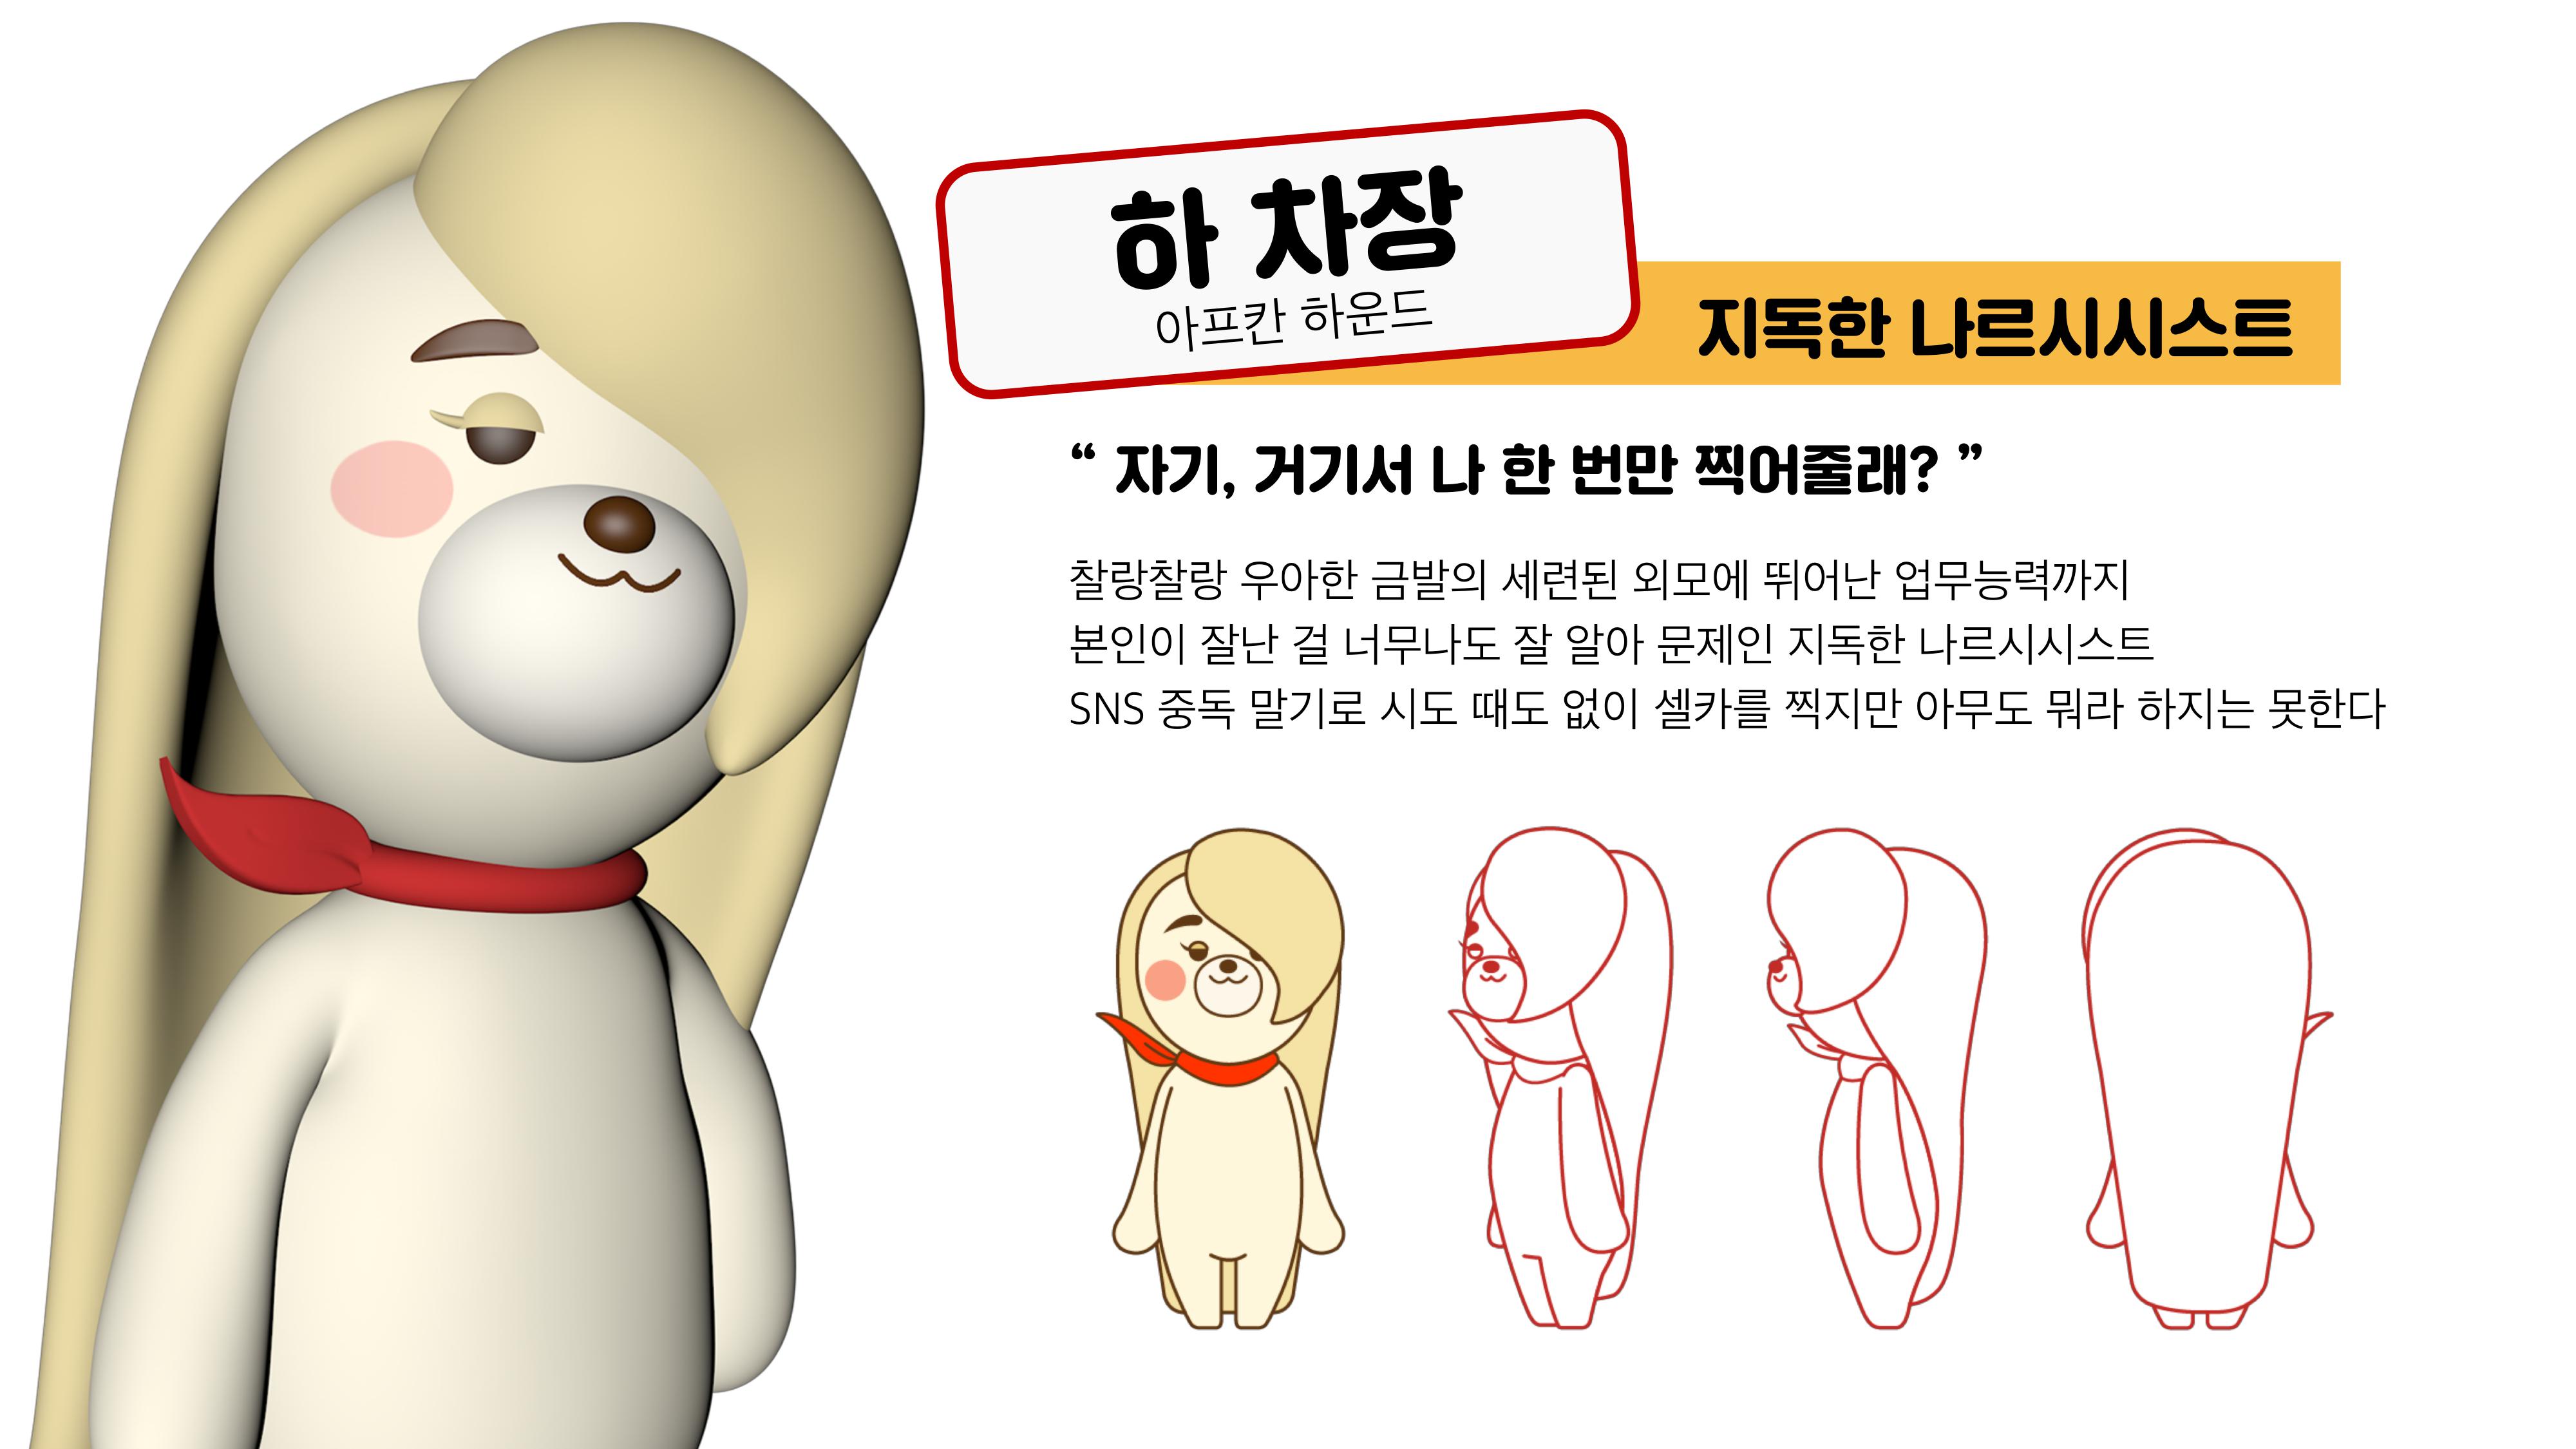 하 차장
아프칸 하운드
지독한 나르시시스트
“ 자기, 거기서 나 한 번만 찍어줄래? ”
찰랑찰랑 우아한 금발의 세련된 외모에 뛰어난 업무능력까지
본인이 잘난 걸 너무나도 잘 알아 문제인 지독한 나르시시스트
SNS 중독 말기로 시도 때도 없이 셀카를 찍지만 아무도 뭐라 하지는 못한다